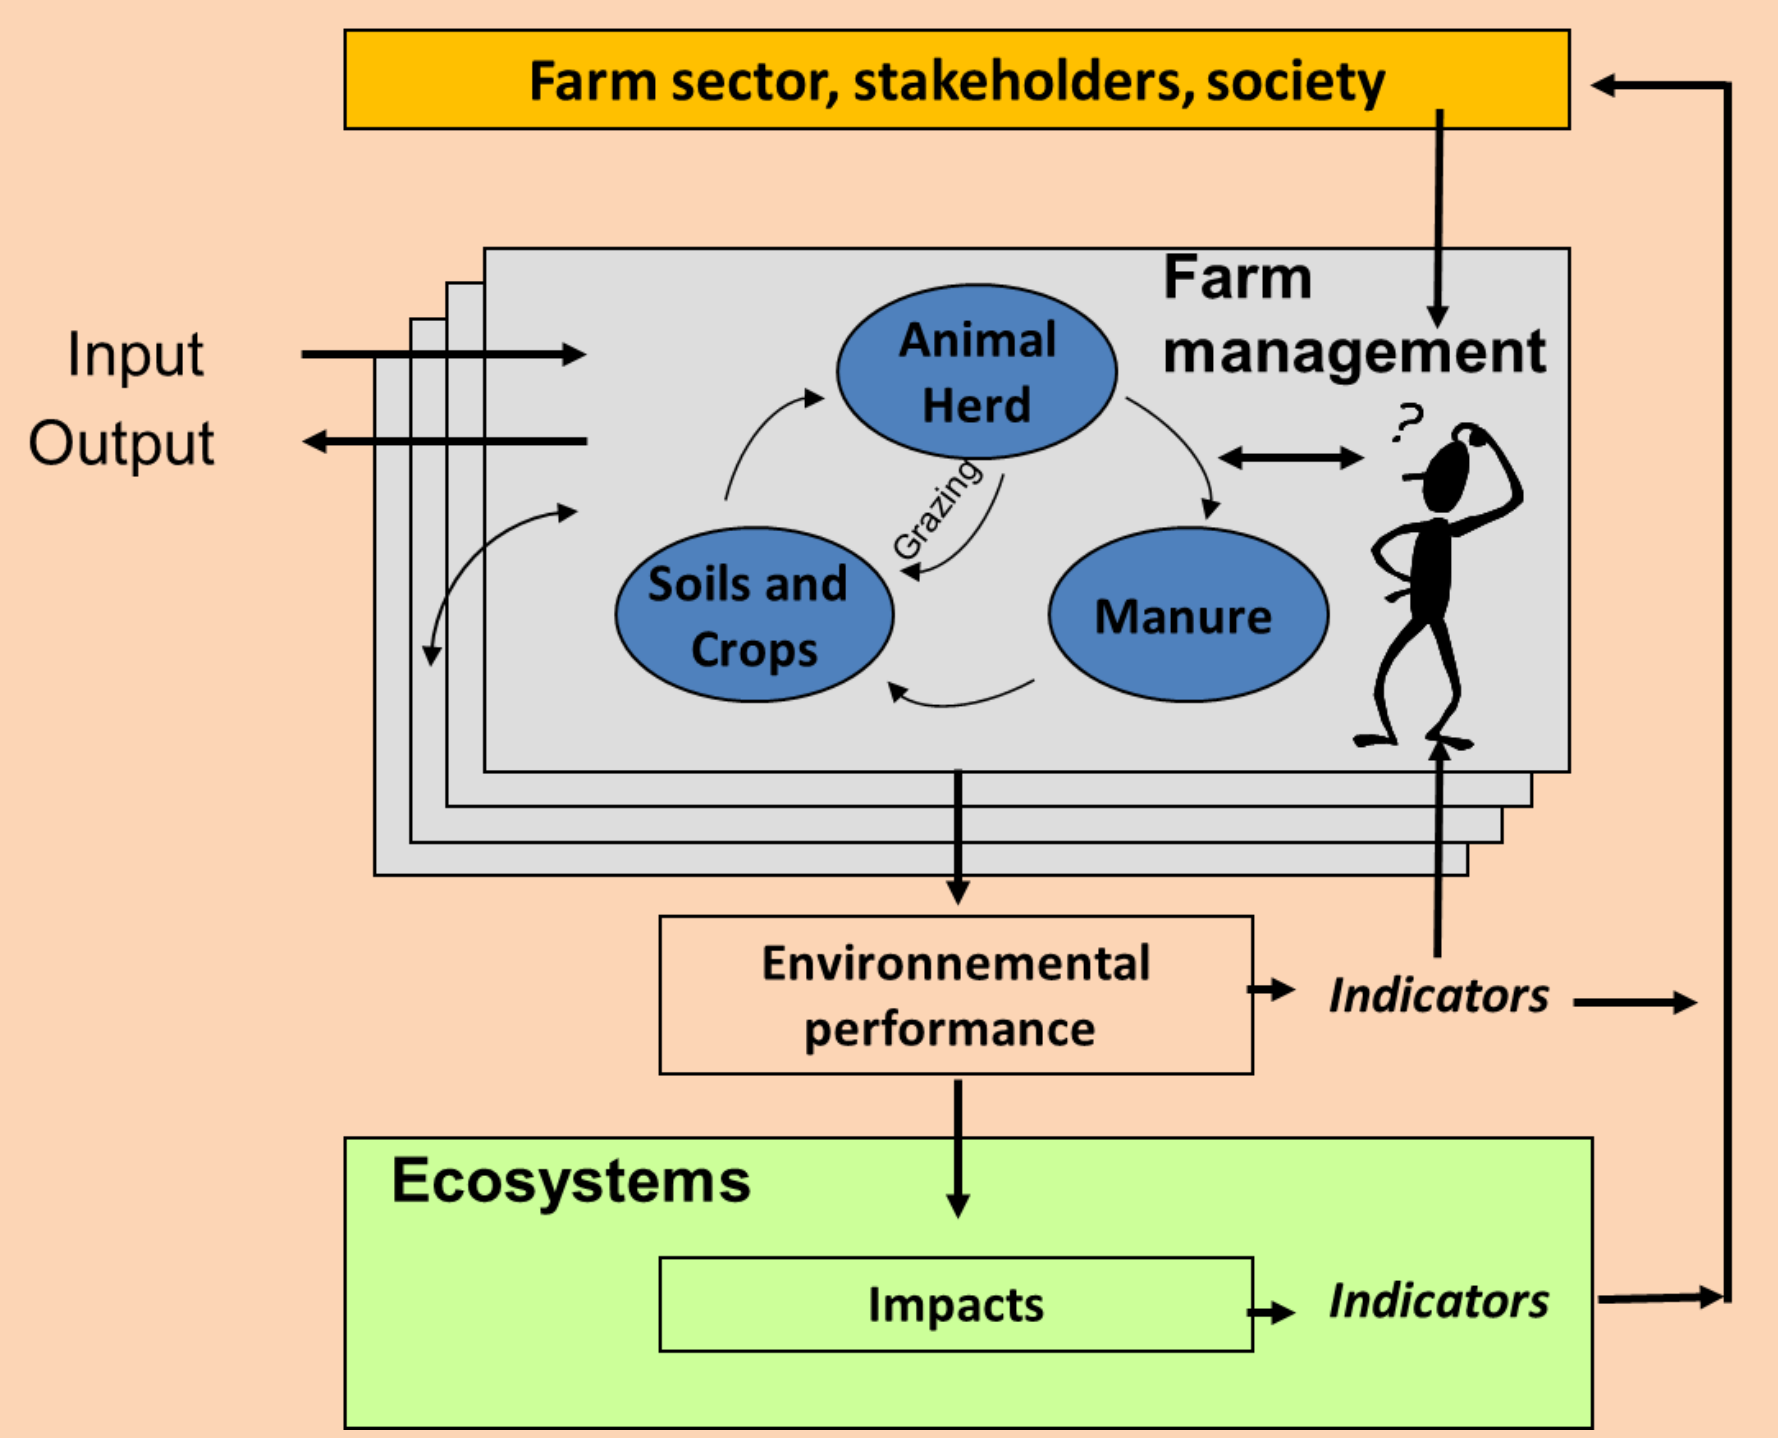 Farm sector, stakeholders, society
Farm
management
Input
Output
Animal
Herd
?
Grazing
Soils and
Crops
Manure
Environnemental
performance
Indicators
Ecosystems
Impacts
Indicators